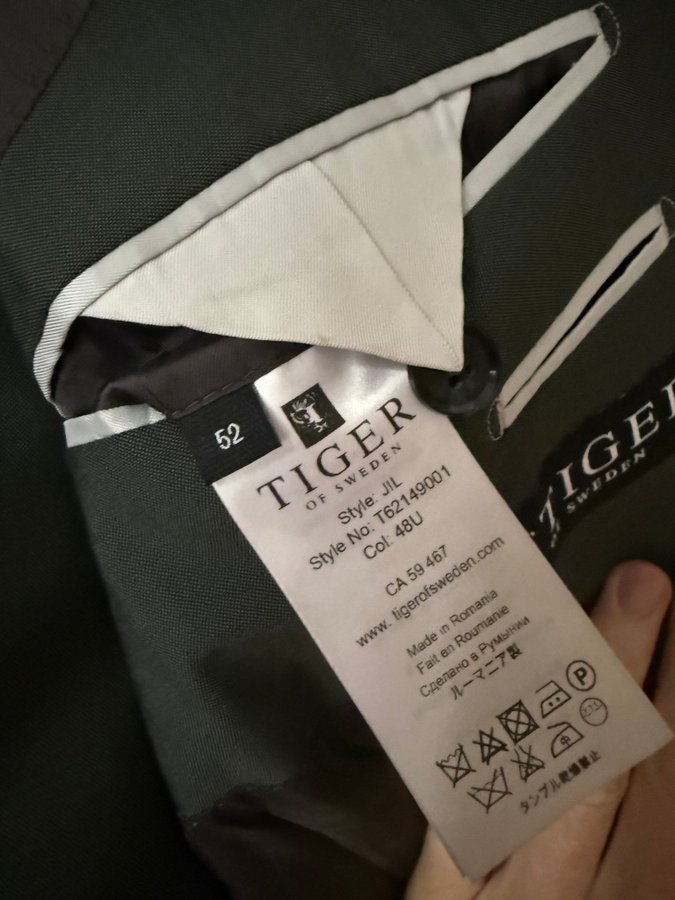 52
TIGER
OF SWEDEN
Style: JIL
Style No: T62149001
Col: 48U
CA 59 467
www. tigerofsweden.com
Made in Romania
Fait en Roumanie
Сделано в Румынии
ルーマニア製
P
タンブル乾燥禁止
TIGER
SWEDEN